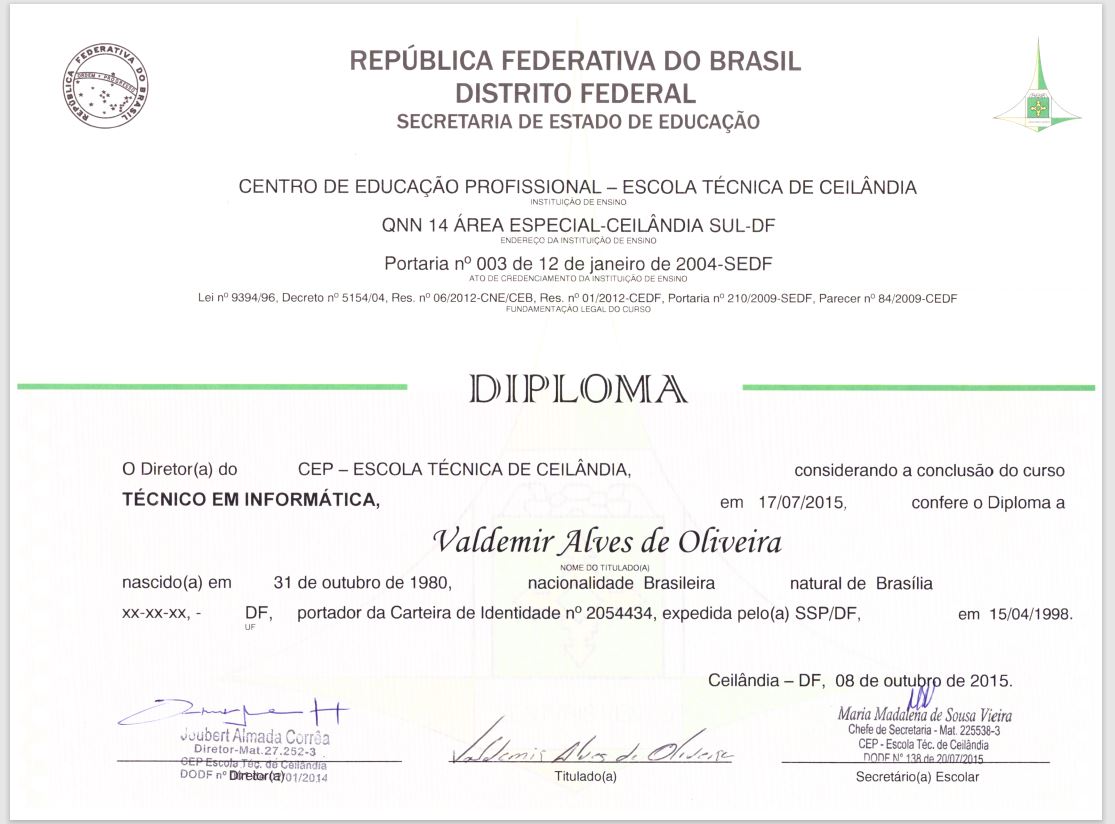 REPÚBLICA FEDERATIVA DO BRASIL
ORDEM E PROGRESSO
REPÚBLICA FEDERATIVA DO BRASIL
DISTRITO FEDERAL
SECRETARIA DE ESTADO DE EDUCAÇÃO
CENTRO DE EDUCAÇÃO PROFISSIONAL – ESCOLA TÉCNICA DE CEILÂNDIA
INSTITUIÇÃO DE ENSINO
QNN 14 ÁREA ESPECIAL-CEILÂNDIA SUL-DF
ENDEREÇO DA INSTITUIÇÃO DE ENSINO
Portaria nº 003 de 12 de janeiro de 2004-SEDF
ATO DE CREDENCIAMENTO DA INSTITUIÇÃO DE ENSINO
Lei nº 9394/96, Decreto nº 5154/04, Res. nº 06/2012-CNE/CEB, Res. nº 01/2012-CEDF, Portaria nº 210/2009-SEDF, Parecer nº 84/2009-CEDF
FUNDAMENTAÇÃO LEGAL DO CURSO
DIPLOMA
O Diretor(a) do CEP – ESCOLA TÉCNICA DE CEILÂNDIA, considerando a conclusão do curso
TÉCNICO EM INFORMÁTICA, em 17/07/2015, confere o Diploma a
Valdemir Alves de Oliveira
NOME DO TITULADO(A)
nascido(a) em 31 de outubro de 1980, nacionalidade Brasileira natural de Brasília
xx-xx-xx, - DF, portador da Carteira de Identidade nº 2054434, expedida pelo(a) SSP/DF, em 15/04/1998.
UF
Ceilândia – DF, 08 de outubro de 2015.
Joubert Almada Corrêa
Diretor-Mat.27.252-3
CEP Escola Téc. de Ceilândia
DODF nº 01/2014
Diretor(a)
Valdemir Alves de Oliveira
Titulado(a)
Maria Madalena de Sousa Vieira
Chefe de Secretaria - Mat. 225538-3
CEP - Escola Téc. de Ceilândia
DODF N° 138 de 20/07/2015
Secretário(a) Escolar